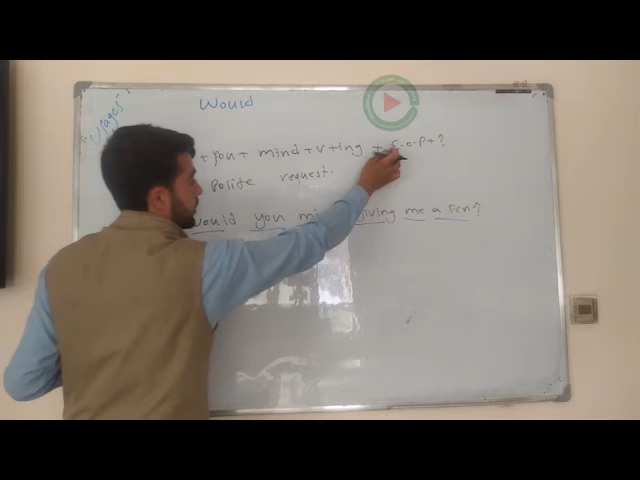 Usages
Would
+ you + mind + v + ing + S.o.p + ?
Polite request.
would you mi giving me a Pen?